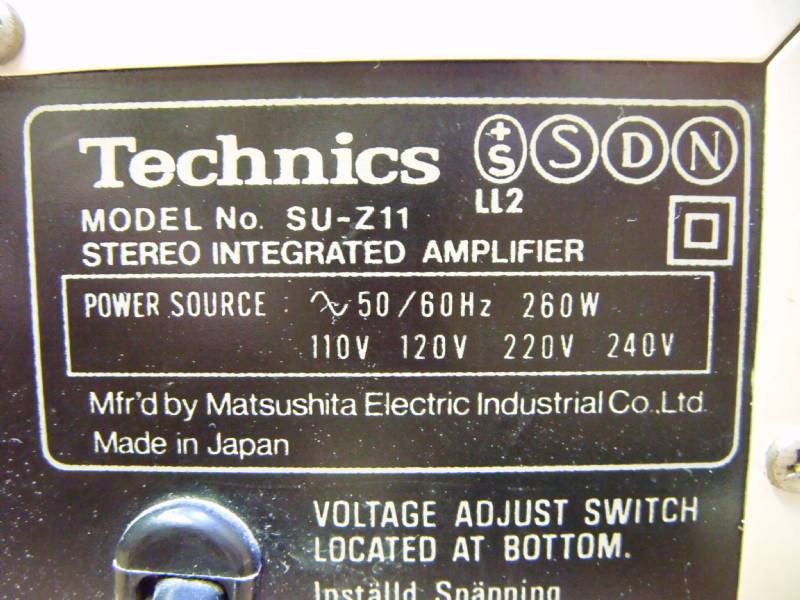 Technics +S S D N
LL2
MODEL No. SU-Z11
STEREO INTEGRATED AMPLIFIER
POWER SOURCE : ∿ 50/60Hz 260W
110V 120V 220V 240V
Mfr'd by Matsushita Electric Industrial Co.,Ltd.
Made in Japan
VOLTAGE ADJUST SWITCH
LOCATED AT BOTTOM.
Inställd Spänning